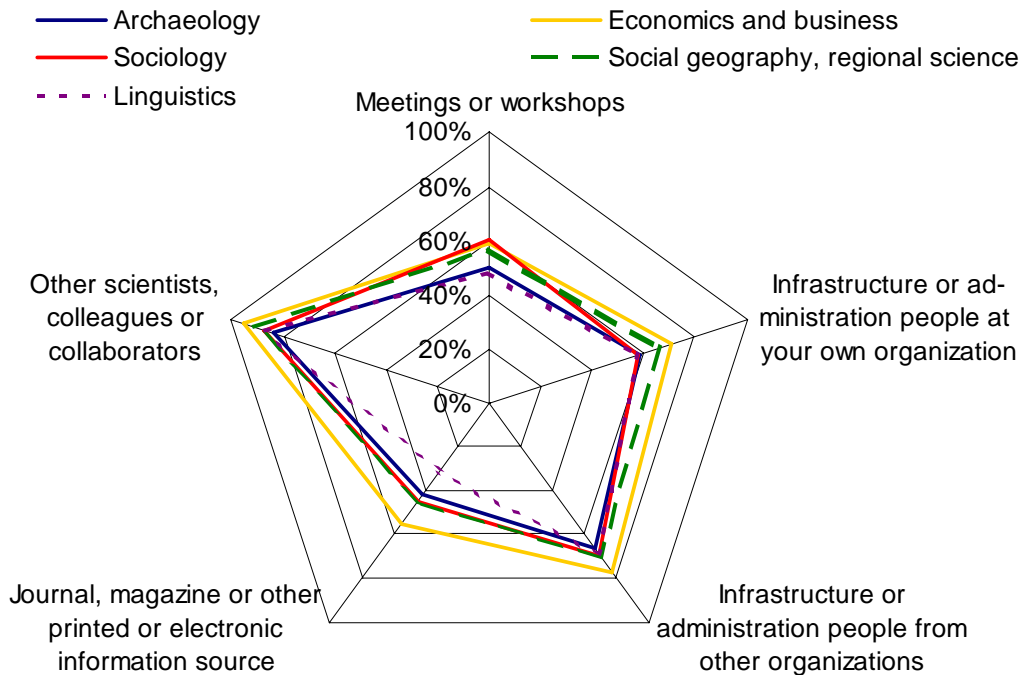 Archaeology
Economics and business
Sociology
Social geography, regional science
Linguistics
Meetings or workshops
100%
80%
60%
40%
20%
0%
Other scientists,
colleagues or
collaborators
Infrastructure or ad-
ministration people at
your own organization
Journal, magazine or other
printed or electronic
information source
Infrastructure or
administration people from
other organizations